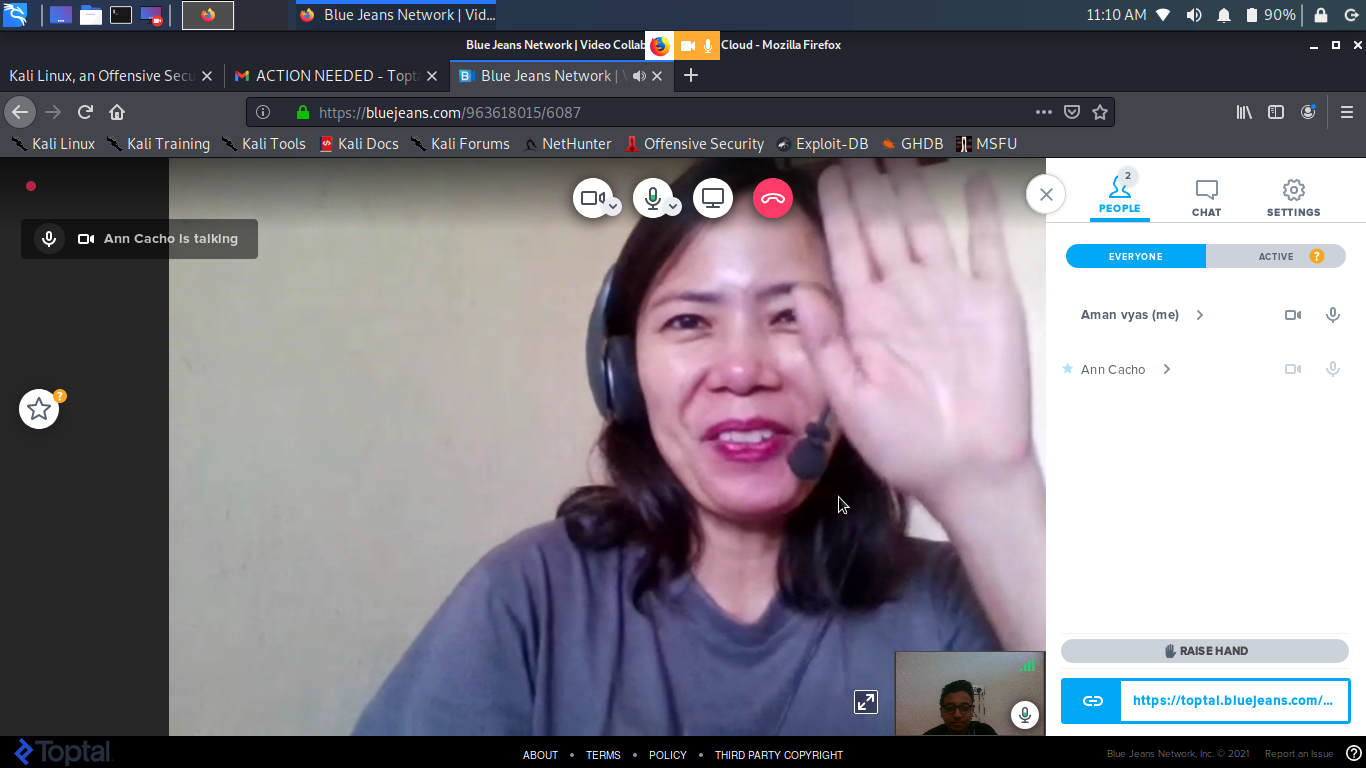 Blue Jeans Network | Vid...
11:10 AM
90%
Blue Jeans Network | Video Collab
Cloud - Mozilla Firefox
Kali Linux, an Offensive Secu
ACTION NEEDED - Topta
Blue Jeans Network | V
https://bluejeans.com/963618015/6087
Kali Linux
Kali Training
Kali Tools
Kali Docs
Kali Forums
NetHunter
Offensive Security
Exploit-DB
GHDB
MSFU
2
PEOPLE
CHAT
SETTINGS
Ann Cacho is talking
EVERYONE
ACTIVE
?
Aman vyas (me)
Ann Cacho
?
RAISE HAND
https://toptal.bluejeans.com/...
Toptal
ABOUT • TERMS • POLICY • THIRD PARTY COPYRIGHT
Blue Jeans Network, Inc. © 2021
Report an Issue
?